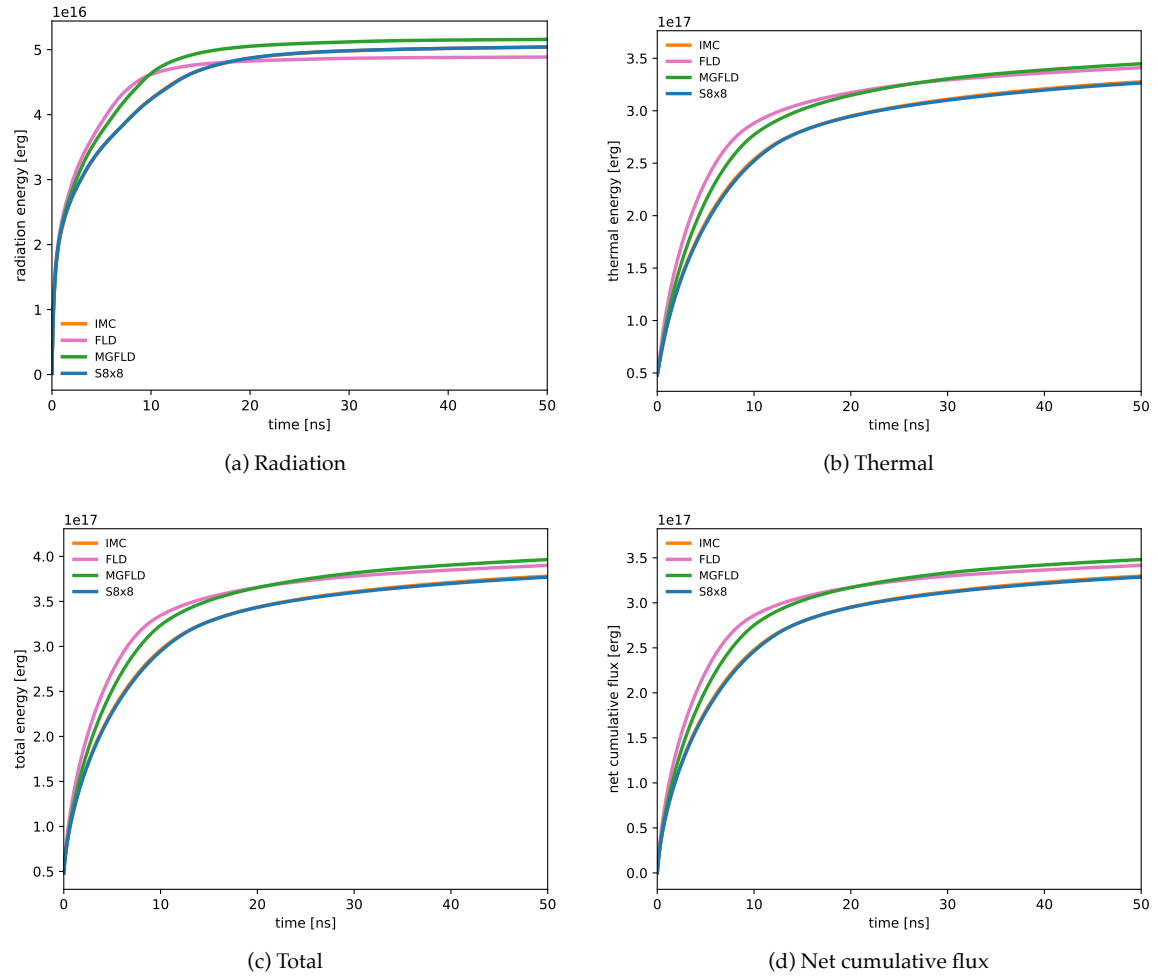 1e16
radiation energy [erg]
5
4
3
2
1
0
IMC
FLD
MGFLD
S8x8
0 10 20 30 40 50
time [ns]
(a) Radiation
1e17
thermal energy [erg]
3.5
3.0
2.5
2.0
1.5
1.0
0.5
IMC
FLD
MGFLD
S8x8
0 10 20 30 40 50
time [ns]
(b) Thermal
1e17
total energy [erg]
4.0
3.5
3.0
2.5
2.0
1.5
1.0
0.5
IMC
FLD
MGFLD
S8x8
0 10 20 30 40 50
time [ns]
(c) Total
1e17
net cumulative flux [erg]
3.5
3.0
2.5
2.0
1.5
1.0
0.5
0.0
IMC
FLD
MGFLD
S8x8
0 10 20 30 40 50
time [ns]
(d) Net cumulative flux